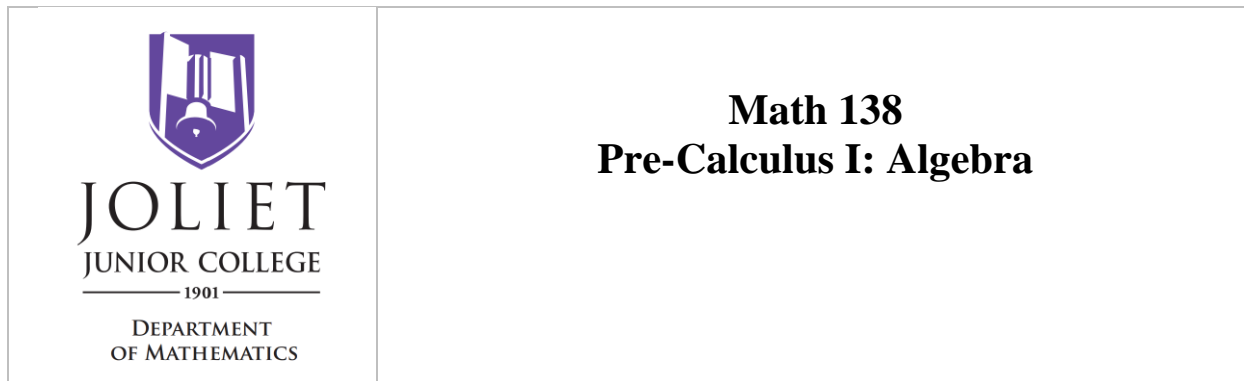 JOLIET
JUNIOR COLLEGE
1901
DEPARTMENT
OF MATHEMATICS
Math 138
Pre-Calculus I: Algebra